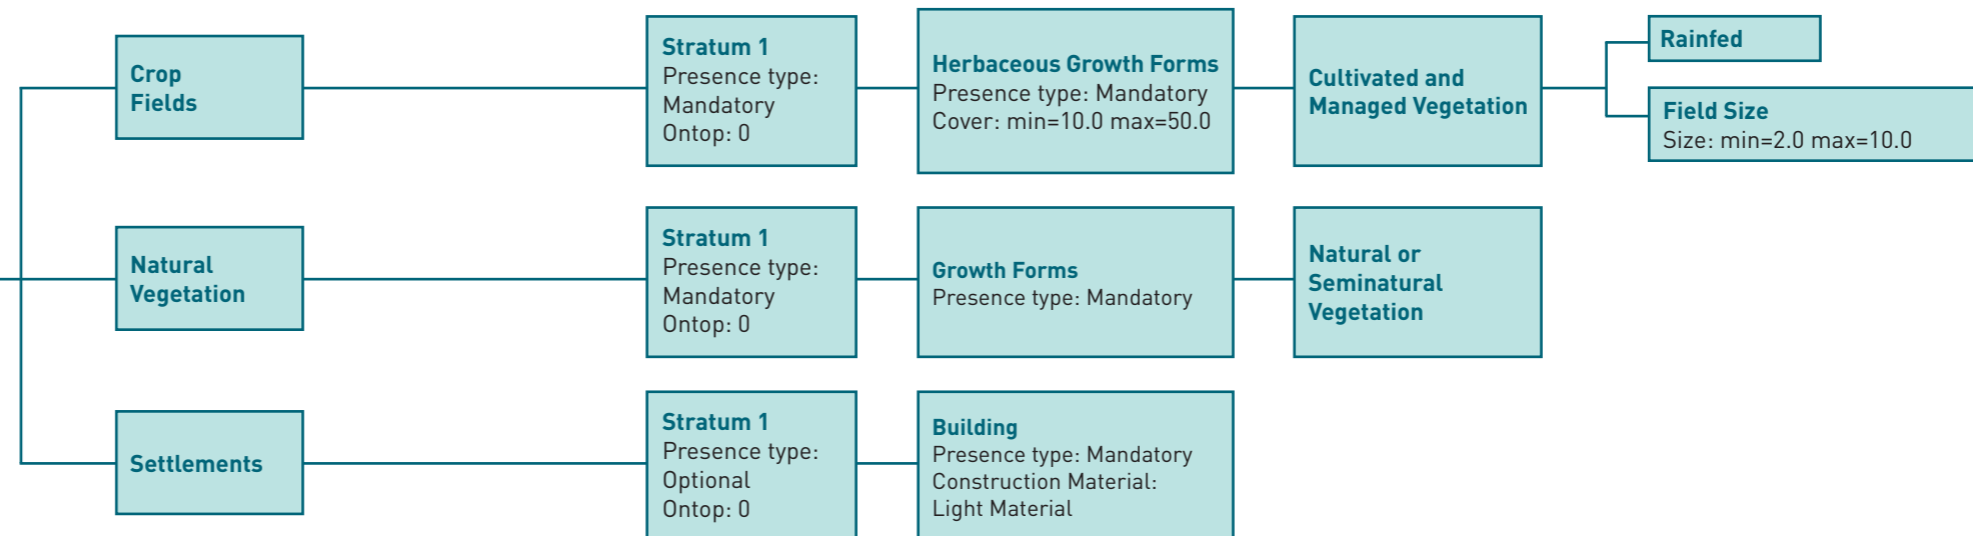 Crop
Fields
Stratum 1
Presence type:
Mandatory
Ontop: 0
Herbaceous Growth Forms
Presence type: Mandatory
Cover: min=10.0 max=50.0
Cultivated and
Managed Vegetation
Rainfed
Field Size
Size: min=2.0 max=10.0
Natural
Vegetation
Stratum 1
Presence type:
Mandatory
Ontop: 0
Growth Forms
Presence type: Mandatory
Natural or
Seminatural
Vegetation
Settlements
Stratum 1
Presence type:
Optional
Ontop: 0
Building
Presence type: Mandatory
Construction Material:
Light Material